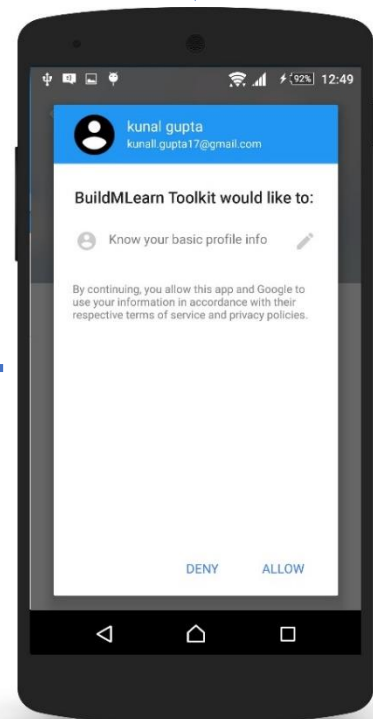 92% 12:49
kunal gupta
kunall.gupta17@gmail.com
BuildMLearn Toolkit would like to:
Know your basic profile info
By continuing, you allow this app and Google to
use your information in accordance with their
respective terms of service and privacy policies.
DENY ALLOW